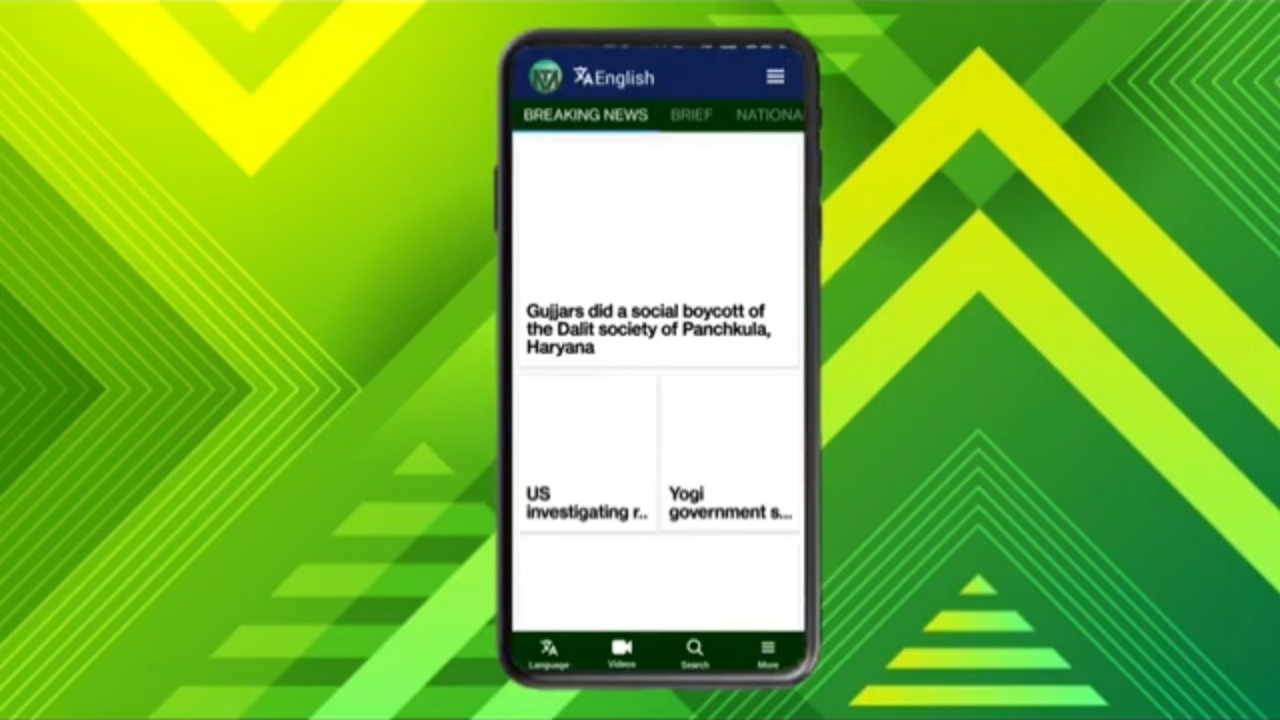 English
BREAKING NEWS BRIEF NATIONA
Gujjars did a social boycott of
the Dalit society of Panchkula,
Haryana
US
investigating r..
Yogi
government s...
Language Videos Search More